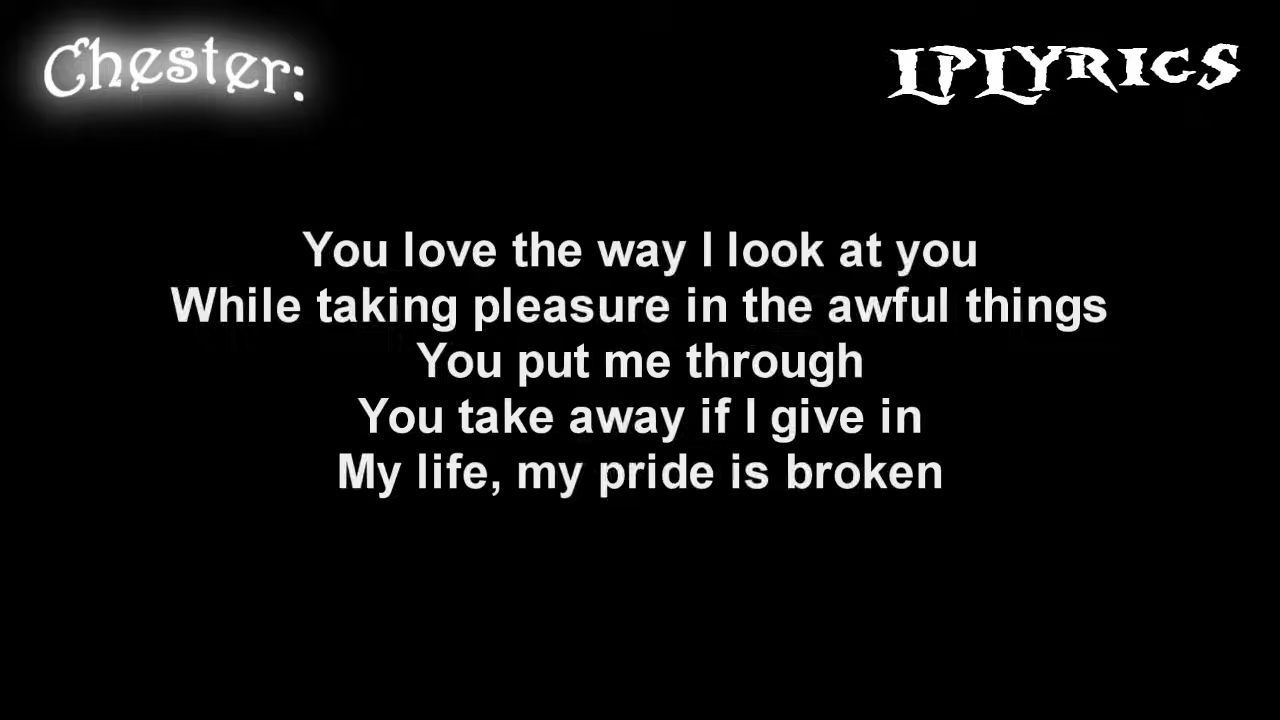 Chester:
LPLYRICS
You love the way I look at you
While taking pleasure in the awful things
You put me through
You take away if I give in
My life, my pride is broken